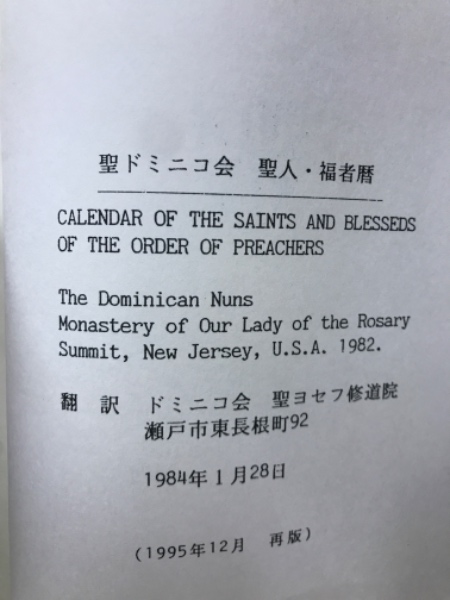 聖ドミニコ会 聖人・福者暦
CALENDAR OF THE SAINTS AND BLESSEDS
OF THE ORDER OF PREACHERS
The Dominican Nuns
Monastery of Our Lady of the Rosary
Summit, New Jersey, U.S.A. 1982.
翻 訳 ドミニコ会 聖ヨセフ修道院
瀬戸市東長根町92
1984年1月28日
(1995年12月 再版)